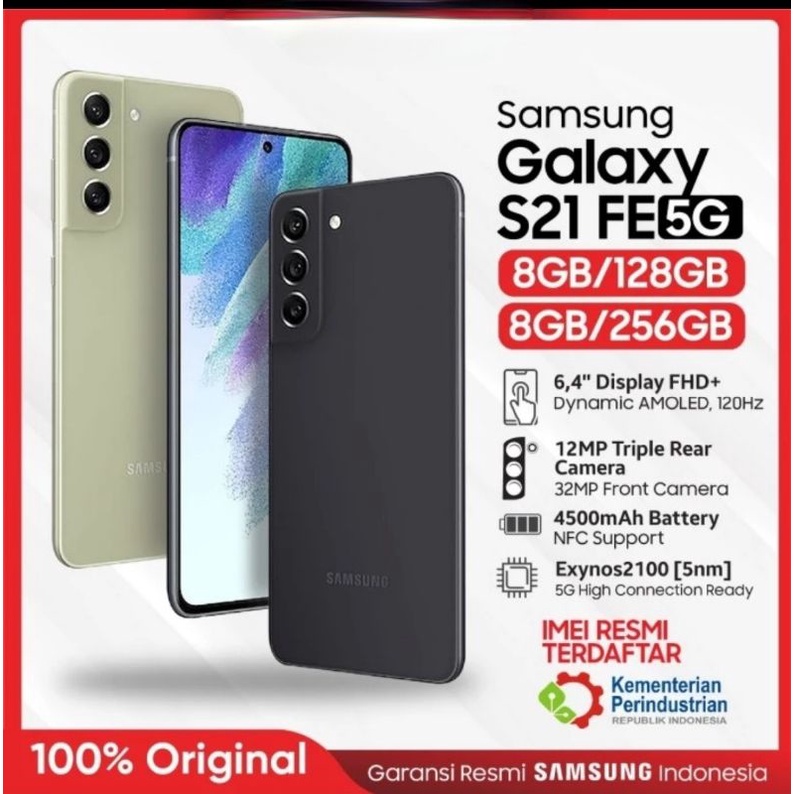 Samsung
Galaxy
S21 FE 5G
8GB/128GB
8GB/256GB
6,4" Display FHD+
Dynamic AMOLED, 120Hz
12MP Triple Rear
Camera
32MP Front Camera
4500mAh Battery
NFC Support
Exynos2100 [5nm]
5G High Connection Ready
IMEI RESMI
TERDAFTAR
Kementerian
Perindustrian
REPUBLIK INDONESIA
SAMSU
SAMSUNG
100% Original
Garansi Resmi SAMSUNG Indonesia